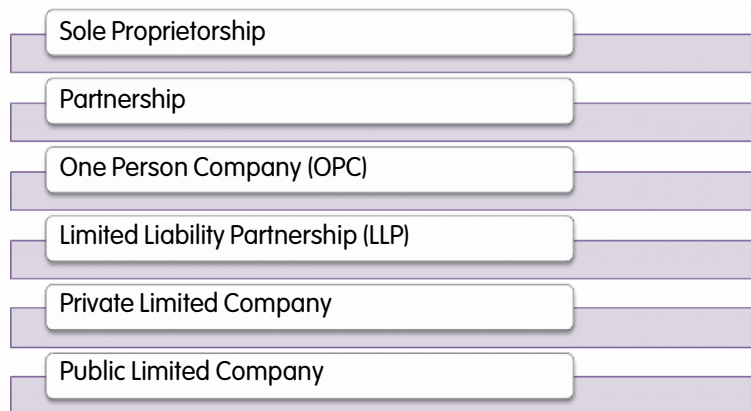 Sole Proprietorship
Partnership
One Person Company (OPC)
Limited Liability Partnership (LLP)
Private Limited Company
Public Limited Company